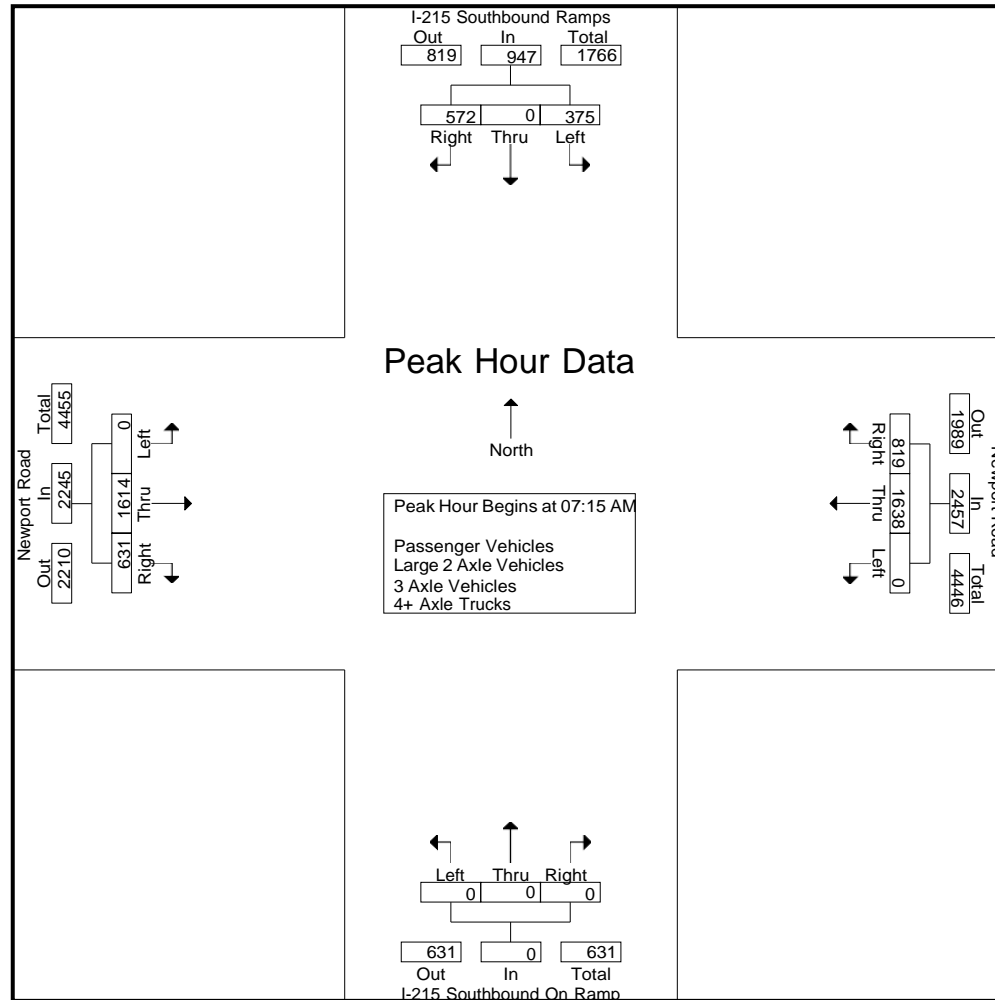 I-215 Southbound Ramps
Out In Total
819 947 1766
572 0 375
Right Thru Left
Peak Hour Data
North
Peak Hour Begins at 07:15 AM
Passenger Vehicles
Large 2 Axle Vehicles
3 Axle Vehicles
4+ Axle Trucks
Newport Road
Out In Total
2210 2245 4455
631 1614 0
Right Thru Left
Newport Road
Out In Total
1989 2457 4446
819 1638 0
Right Thru Left
Left Thru Right
0 0 0
631 0 631
Out In Total
I-215 Southbound On Ramp